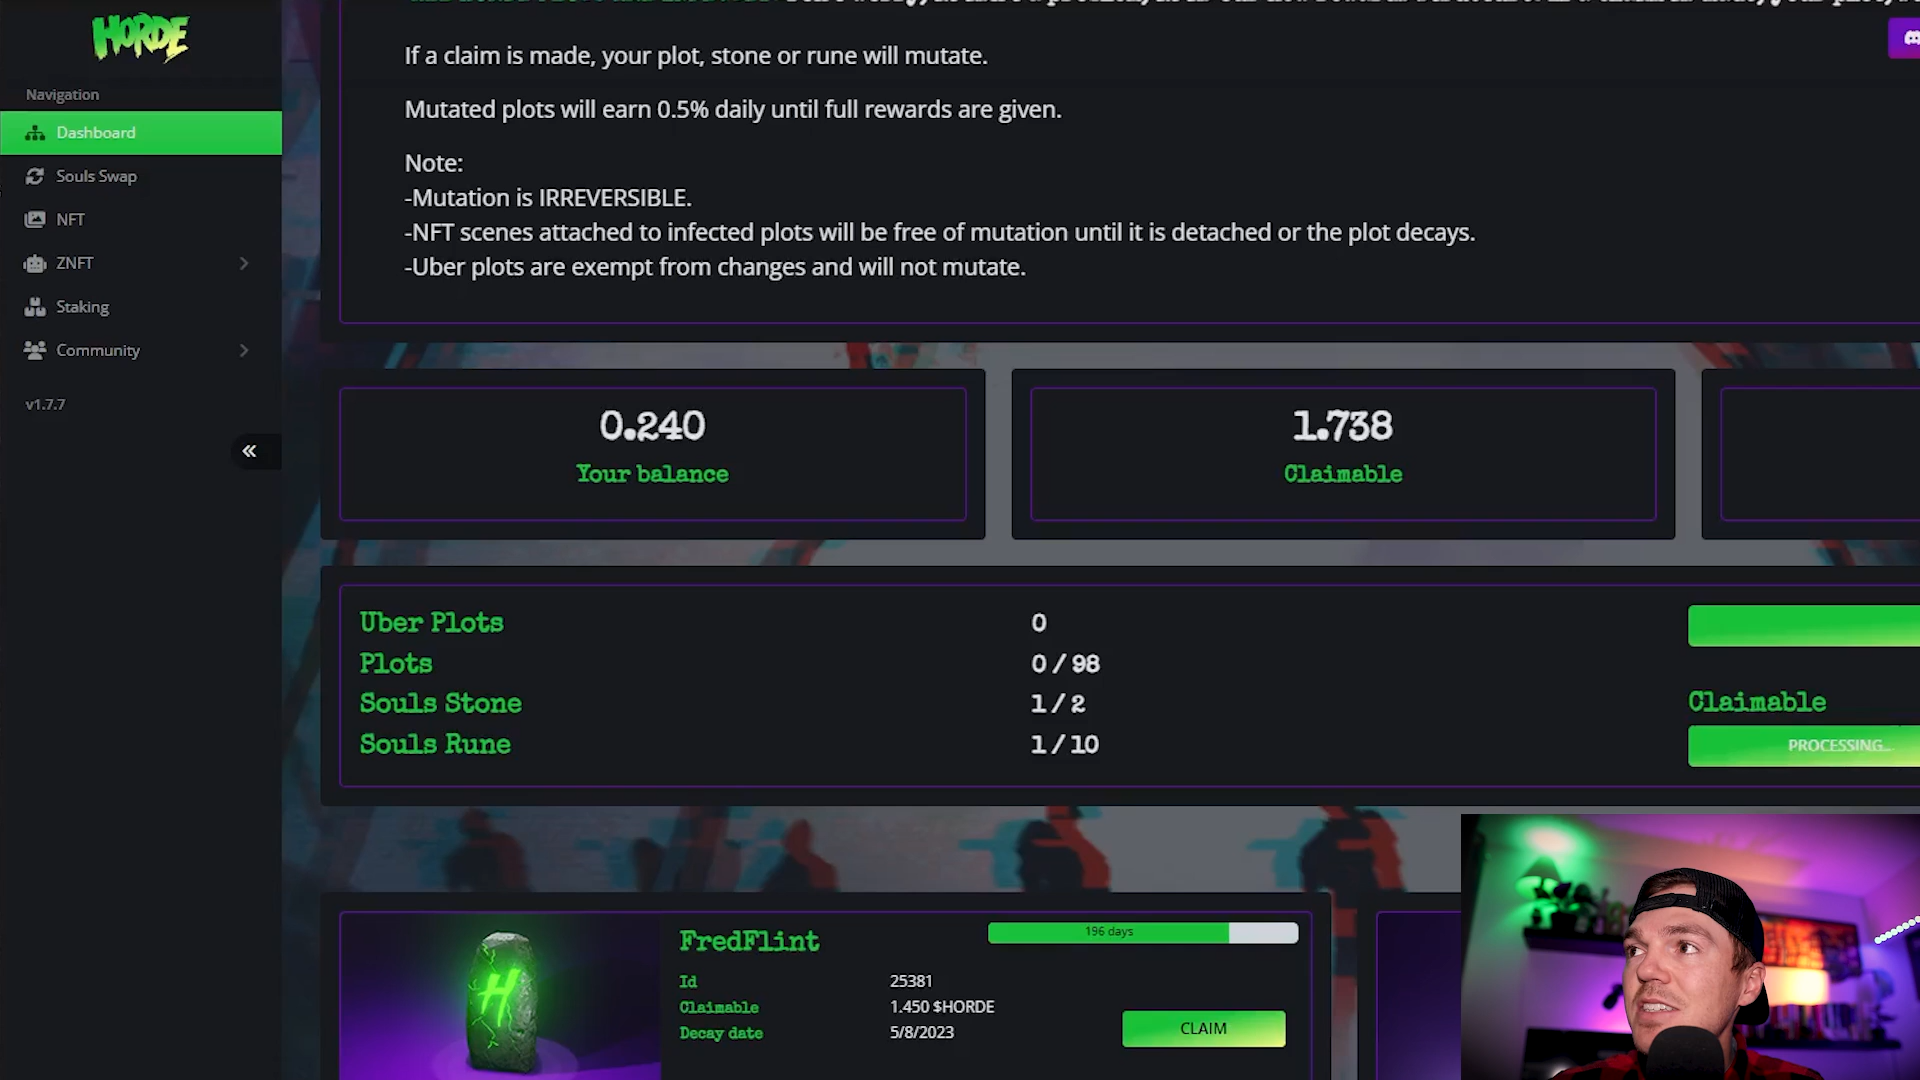 HORDE
Navigation
Dashboard
Souls Swap
NFT
ZNFT
Staking
Community
v1.7.7
If a claim is made, your plot, stone or rune will mutate.
Mutated plots will earn 0.5% daily until full rewards are given.
Note:
-Mutation is IRREVERSIBLE.
-NFT scenes attached to infected plots will be free of mutation until it is detached or the plot decays.
-Uber plots are exempt from changes and will not mutate.
0.240
Your balance
1.738
Claimable
Uber Plots 0
Plots 0 / 98
Souls Stone 1 / 2
Claimable
Souls Rune 1 / 10
PROCESSING...
FredFlint
196 days
Id 25381
Claimable 1.450 $HORDE
Decay date 5/8/2023
CLAIM
H